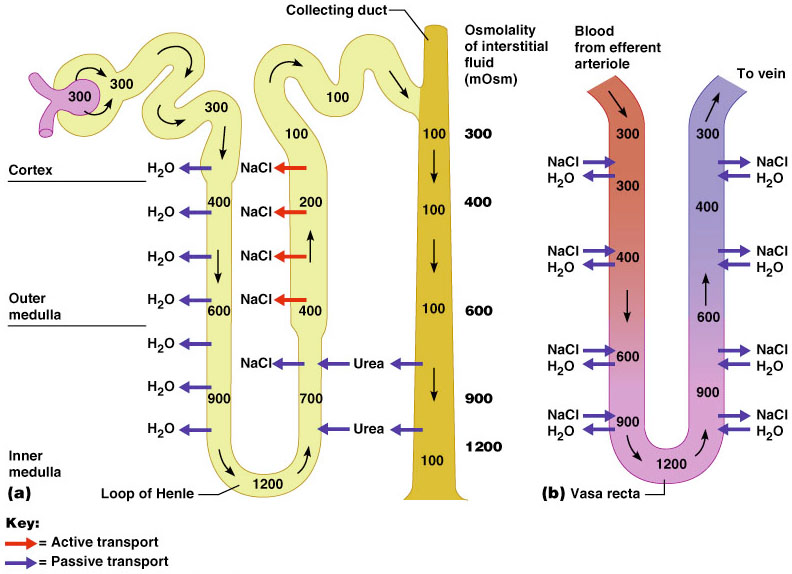 Collecting duct
Osmolality
of interstitial
fluid
(mOsm)
Blood
from efferent
arteriole
To vein
300
300
300
100
100
100
300
300
300
Cortex
H₂O
NaCl
NaCl
H₂O
NaCl
H₂O
300
400
H₂O
NaCl
200
100
400
400
H₂O
NaCl
NaCl
H₂O
400
NaCl
H₂O
Outer
medulla
H₂O
600
NaCl
400
100
600
600
H₂O
NaCl
Urea
NaCl
H₂O
600
NaCl
H₂O
H₂O
900
700
900
900
H₂O
Urea
NaCl
H₂O
900
NaCl
H₂O
Inner
medulla
1200
100
1200
1200
(a)
Loop of Henle
(b)
Vasa recta
Key:
= Active transport
= Passive transport